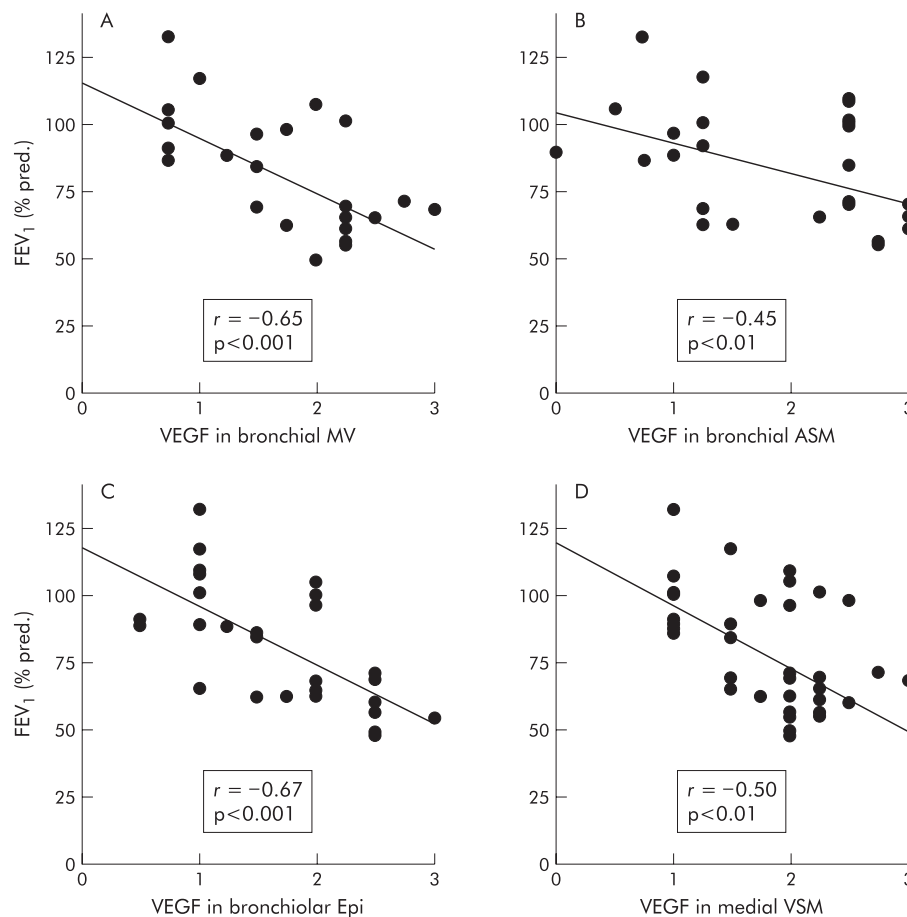 A
125
100
75
50
25
0
FEV1 (% pred.)
r = −0.65
p<0.001
0 1 2 3
VEGF in bronchial MV
B
125
100
75
50
25
0
r = −0.45
p<0.01
0 1 2 3
VEGF in bronchial ASM
C
125
100
75
50
25
0
FEV1 (% pred.)
r = −0.67
p<0.001
0 1 2 3
VEGF in bronchiolar Epi
D
125
100
75
50
25
0
r = −0.50
p<0.01
0 1 2 3
VEGF in medial VSM